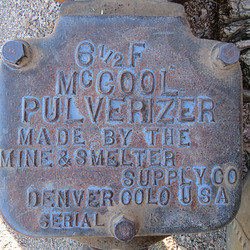 6½ F
McCOOL
PULVERIZER
MADE BY THE
MINE & SMELTER
SUPPLY CO
DENVER COLO USA
SERIAL